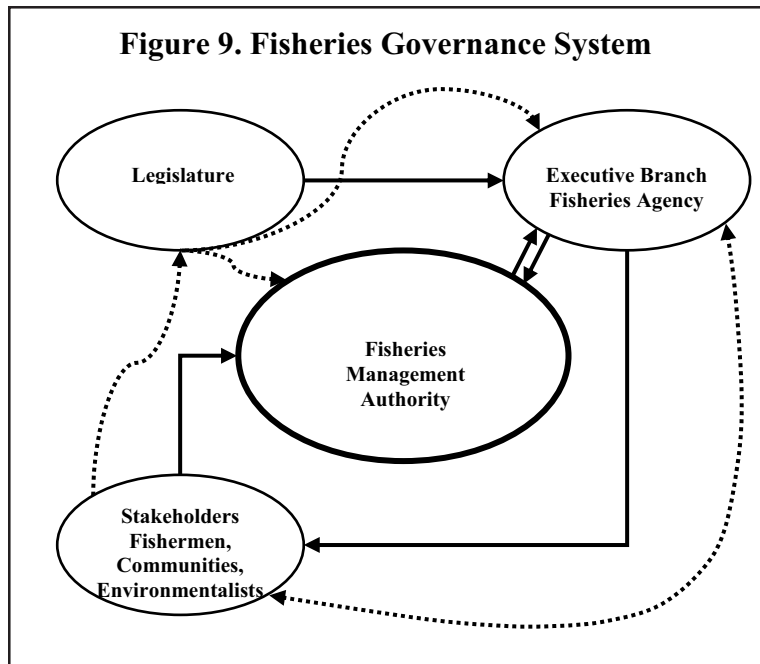 Figure 9. Fisheries Governance System
Legislature
Executive Branch
Fisheries Agency
Fisheries
Management
Authority
Stakeholders
Fishermen,
Communities,
Environmentalists